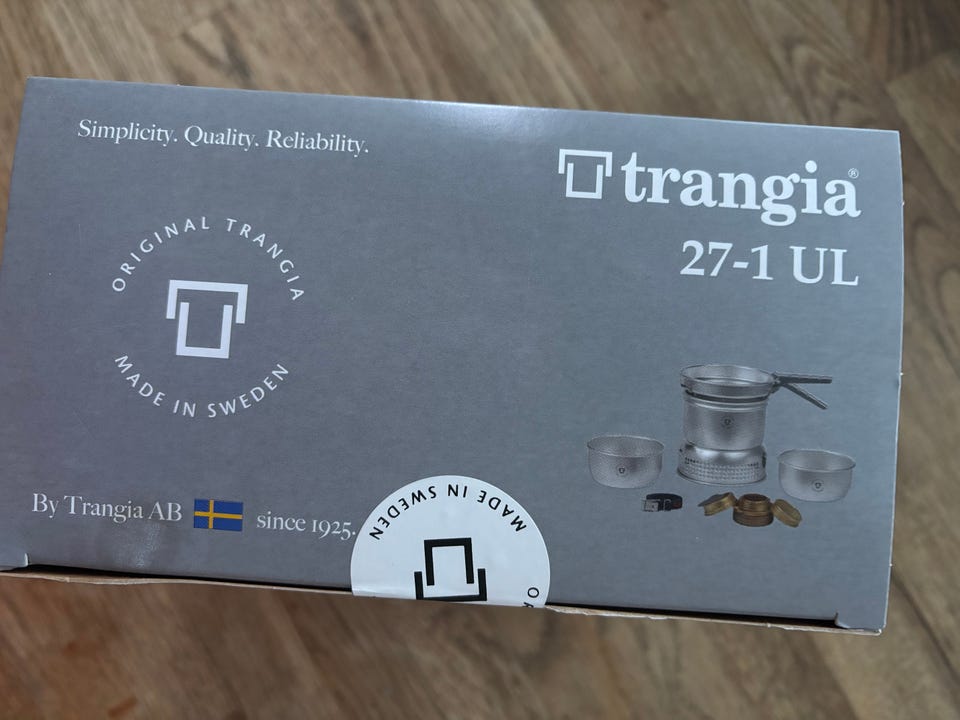 Simplicity. Quality. Reliability.
trangia®
27-1 UL
ORIGINAL TRANGIA
MADE IN SWEDEN
By Trangia AB since 1925.
MADE IN SWEDEN